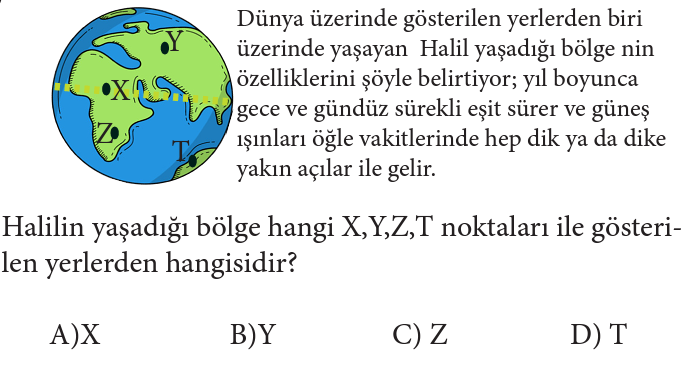 Dünya üzerinde gösterilen yerlerden biri
üzerinde yaşayan Halil yaşadığı bölge nin
özelliklerini şöyle belirtiyor; yıl boyunca
gece ve gündüz sürekli eşit sürer ve güneş
ışınları öğle vakitlerinde hep dik ya da dike
yakın açılar ile gelir.
Y
X
Z
T
Halilin yaşadığı bölge hangi X,Y,Z,T noktaları ile gösteri-
len yerlerden hangisidir?
A)X B)Y C) Z D) T